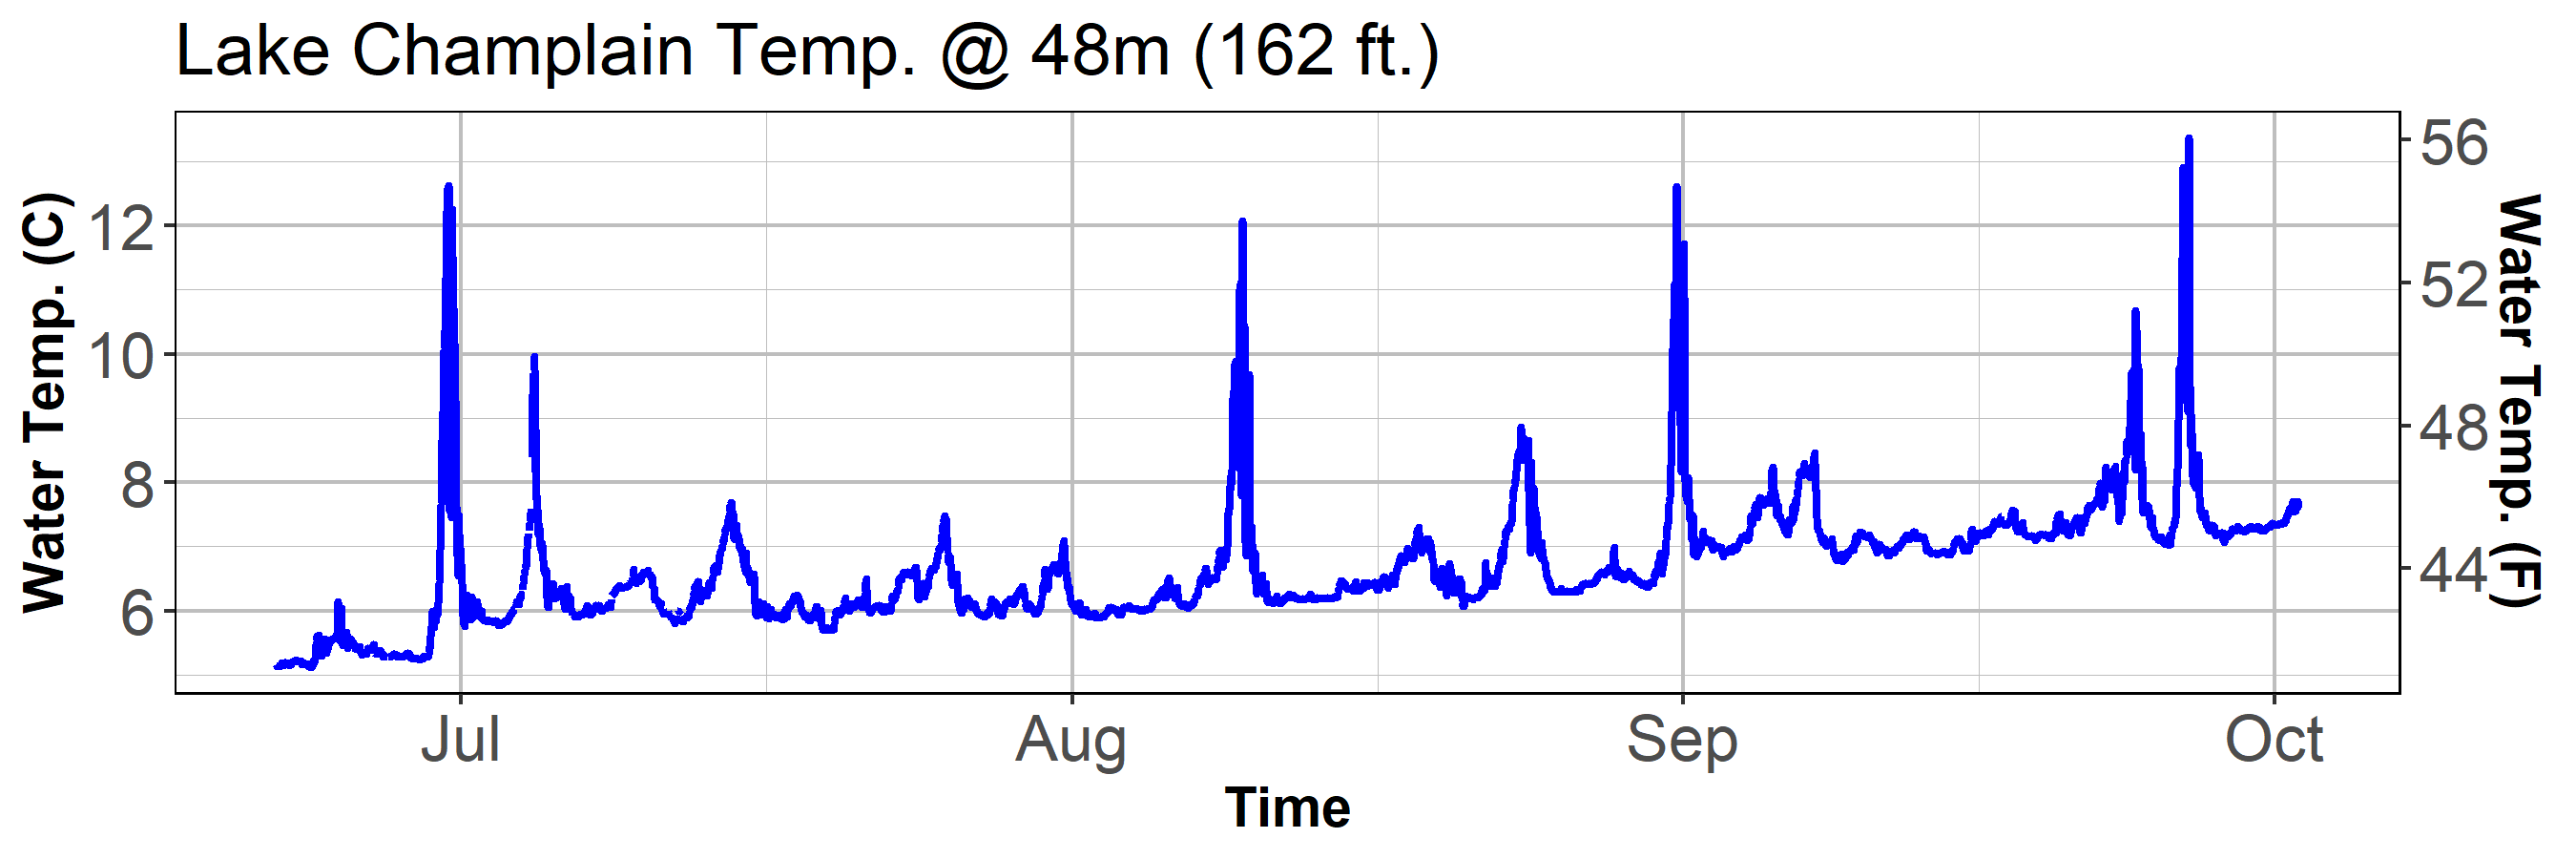 Lake Champlain Temp. @ 48m (162 ft.)
Water Temp. (C)
12
10
8
6
56
52
48
44
Water Temp. (F)
Jul Aug Sep Oct
Time